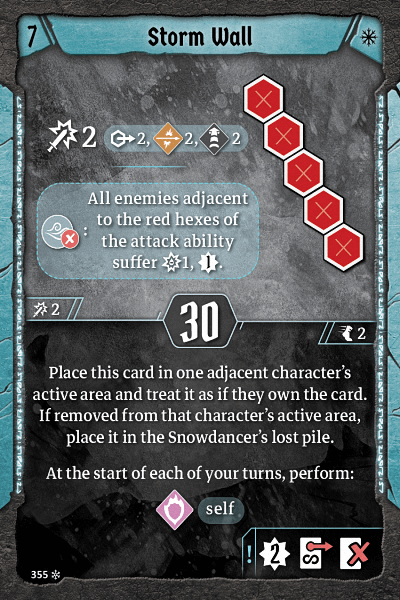 7
Storm Wall
2 2, 2, 2
All enemies adjacent
: to the red hexes of
the attack ability
suffer 1, .
2
30
2
Place this card in one adjacent character's
active area and treat it as if they own the card.
If removed from that character's active area,
place it in the Snowdancer's lost pile.
At the start of each of your turns, perform:
self
! 2
355